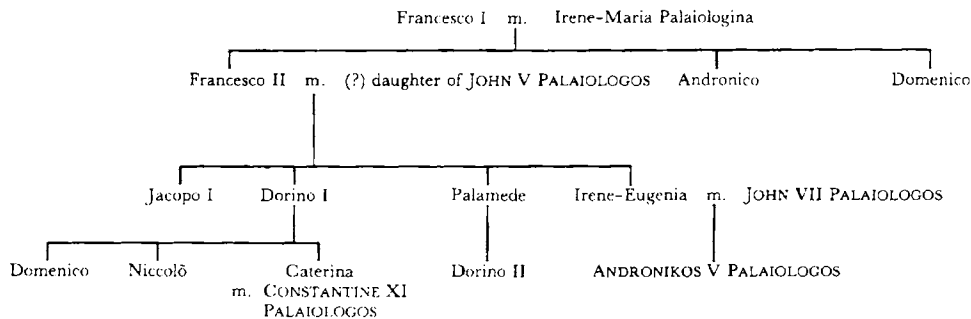 Francesco I m. Irene-Maria Palaiologina
Francesco II m. (?) daughter of JOHN V PALAIOLOGOS Andronico Domenico
Jacopo I Dorino I Palamede Irene-Eugenia m. JOHN VII PALAIOLOGOS
Domenico Niccolò Caterina Dorino II ANDRONIKOS V PALAIOLOGOS
m. CONSTANTINE XI
PALAIOLOGOS